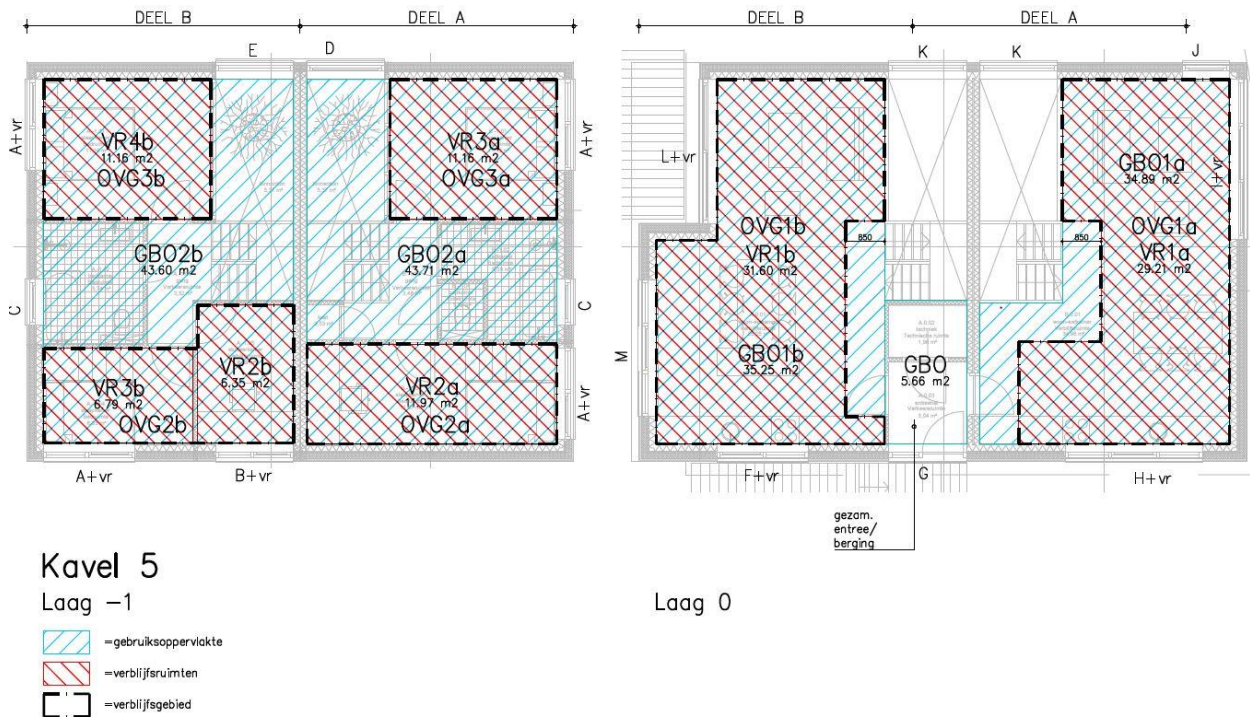 DEEL B
DEEL A
DEEL B
DEEL A
E
D
K
K
J
A+vr
VR4b
11.16 m2
OVG3b
VR3a
11.16 m2
OVG3a
A+vr
L+vr
GBO1a
34.89 m2
I+vr
GBO2b
43.60 m2
GBO2a
43.71 m2
OVG1b
VR1b
31.60 m2
850
850
OVG1a
VR1a
29.21 m2
C
C
VR3b
6.79 m2
OVG2b
VR2b
6.35 m2
VR2a
11.97 m2
OVG2a
A+vr
M
GBO1b
35.25 m2
GBO
5.66 m2
A+vr
B+vr
F+vr
G
H+vr
gezam.
entree/
berging
Kavel 5
Laag -1
Laag 0
=gebruiksoppervlakte
=verblijfsruimten
=verblijfsgebied